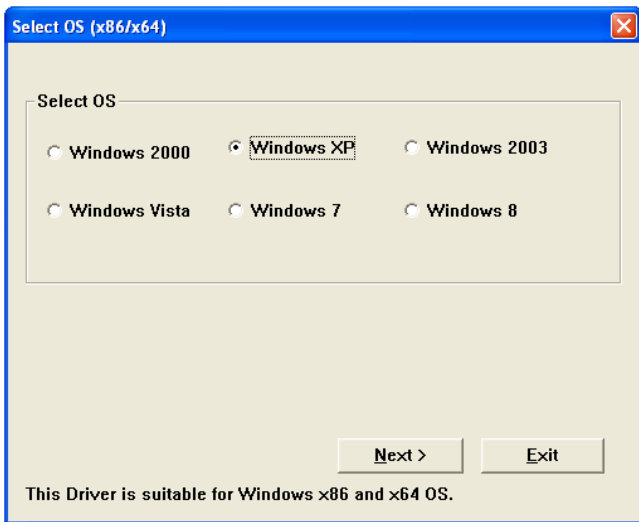 Select OS (x86/x64)
Select OS
Windows 2000 Windows XP Windows 2003
Windows Vista Windows 7 Windows 8
Next > Exit
This Driver is suitable for Windows x86 and x64 OS.